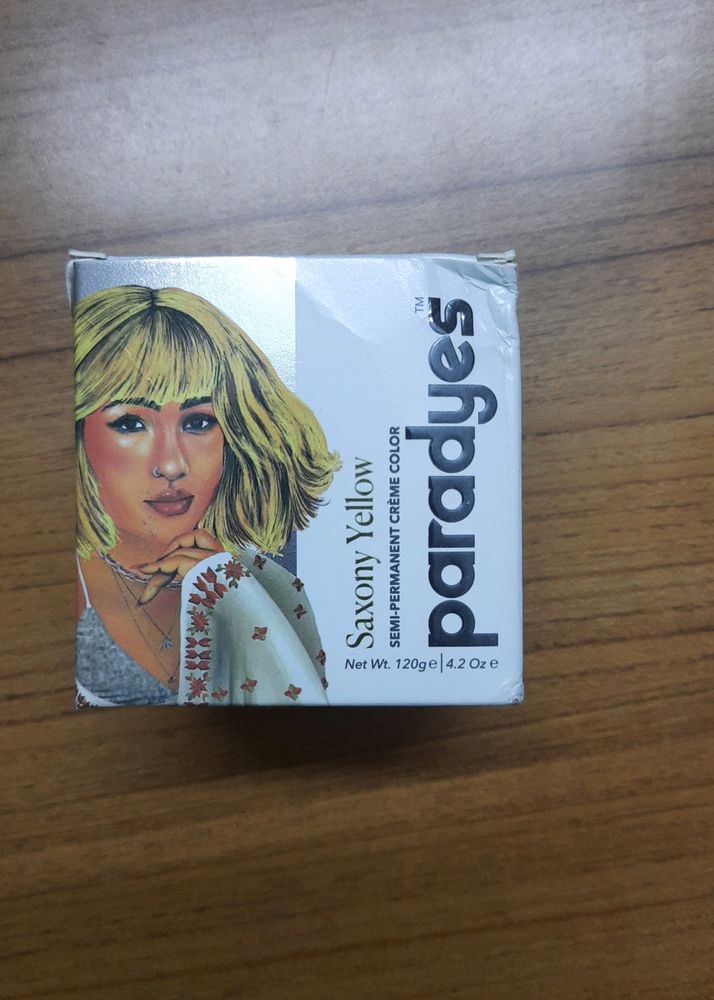 Saxony Yellow
SEMI-PERMANENT CRÈME COLOR
paradyes™
Net Wt. 120g℮|4.2 Oz ℮